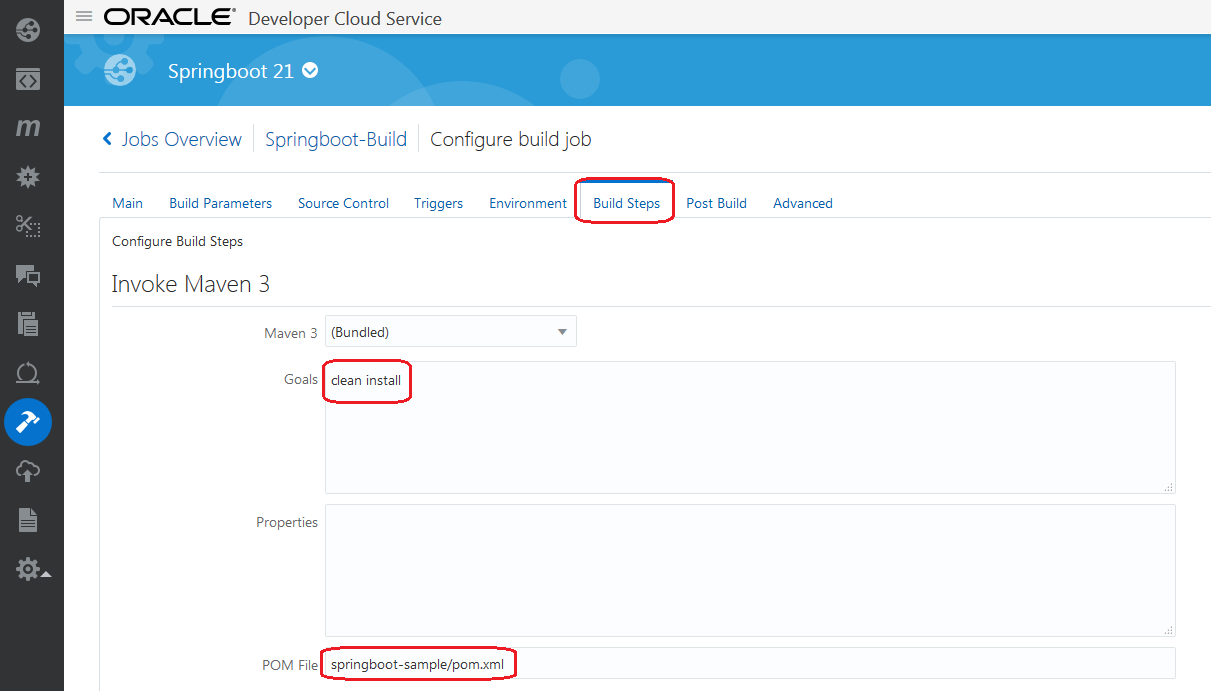 ORACLE® Developer Cloud Service
Springboot 21
Jobs Overview Springboot-Build Configure build job
Main Build Parameters Source Control Triggers Environment Build Steps Post Build Advanced
Configure Build Steps
Invoke Maven 3
Maven 3 (Bundled)
Goals clean install
Properties
POM File springboot-sample/pom.xml